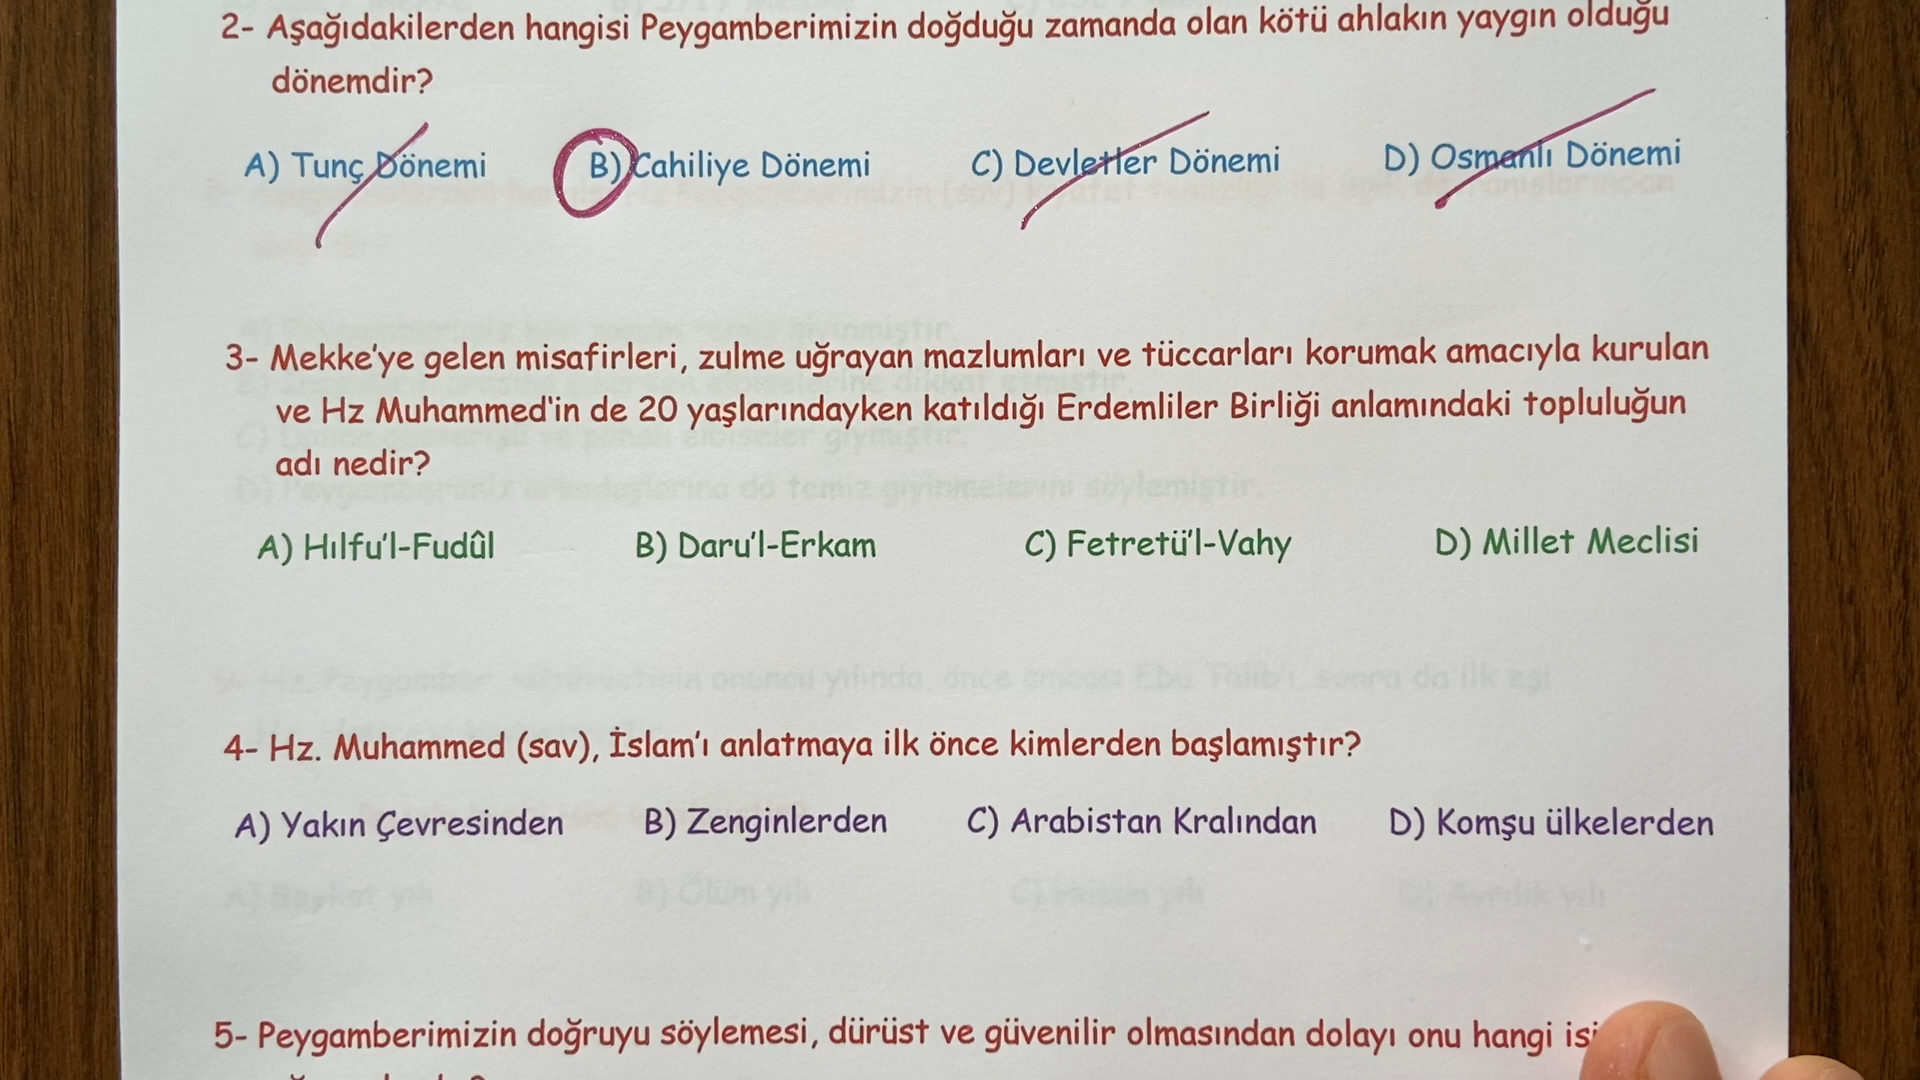 2- Aşağıdakilerden hangisi Peygamberimizin doğduğu zamanda olan kötü ahlakın yaygın olduğu
dönemdir?
A) Tunç Dönemi B) Cahiliye Dönemi C) Devletler Dönemi D) Osmanlı Dönemi
3- Mekke'ye gelen misafirleri, zulme uğrayan mazlumları ve tüccarları korumak amacıyla kurulan
ve Hz Muhammed'in de 20 yaşlarındayken katıldığı Erdemliler Birliği anlamındaki topluluğun
adı nedir?
A) Hılfu'l-Fudûl B) Daru'l-Erkam C) Fetretü'l-Vahy D) Millet Meclisi
4- Hz. Muhammed (sav), İslam'ı anlatmaya ilk önce kimlerden başlamıştır?
A) Yakın Çevresinden B) Zenginlerden C) Arabistan Kralından D) Komşu ülkelerden
5- Peygamberimizin doğruyu söylemesi, dürüst ve güvenilir olmasından dolayı onu hangi